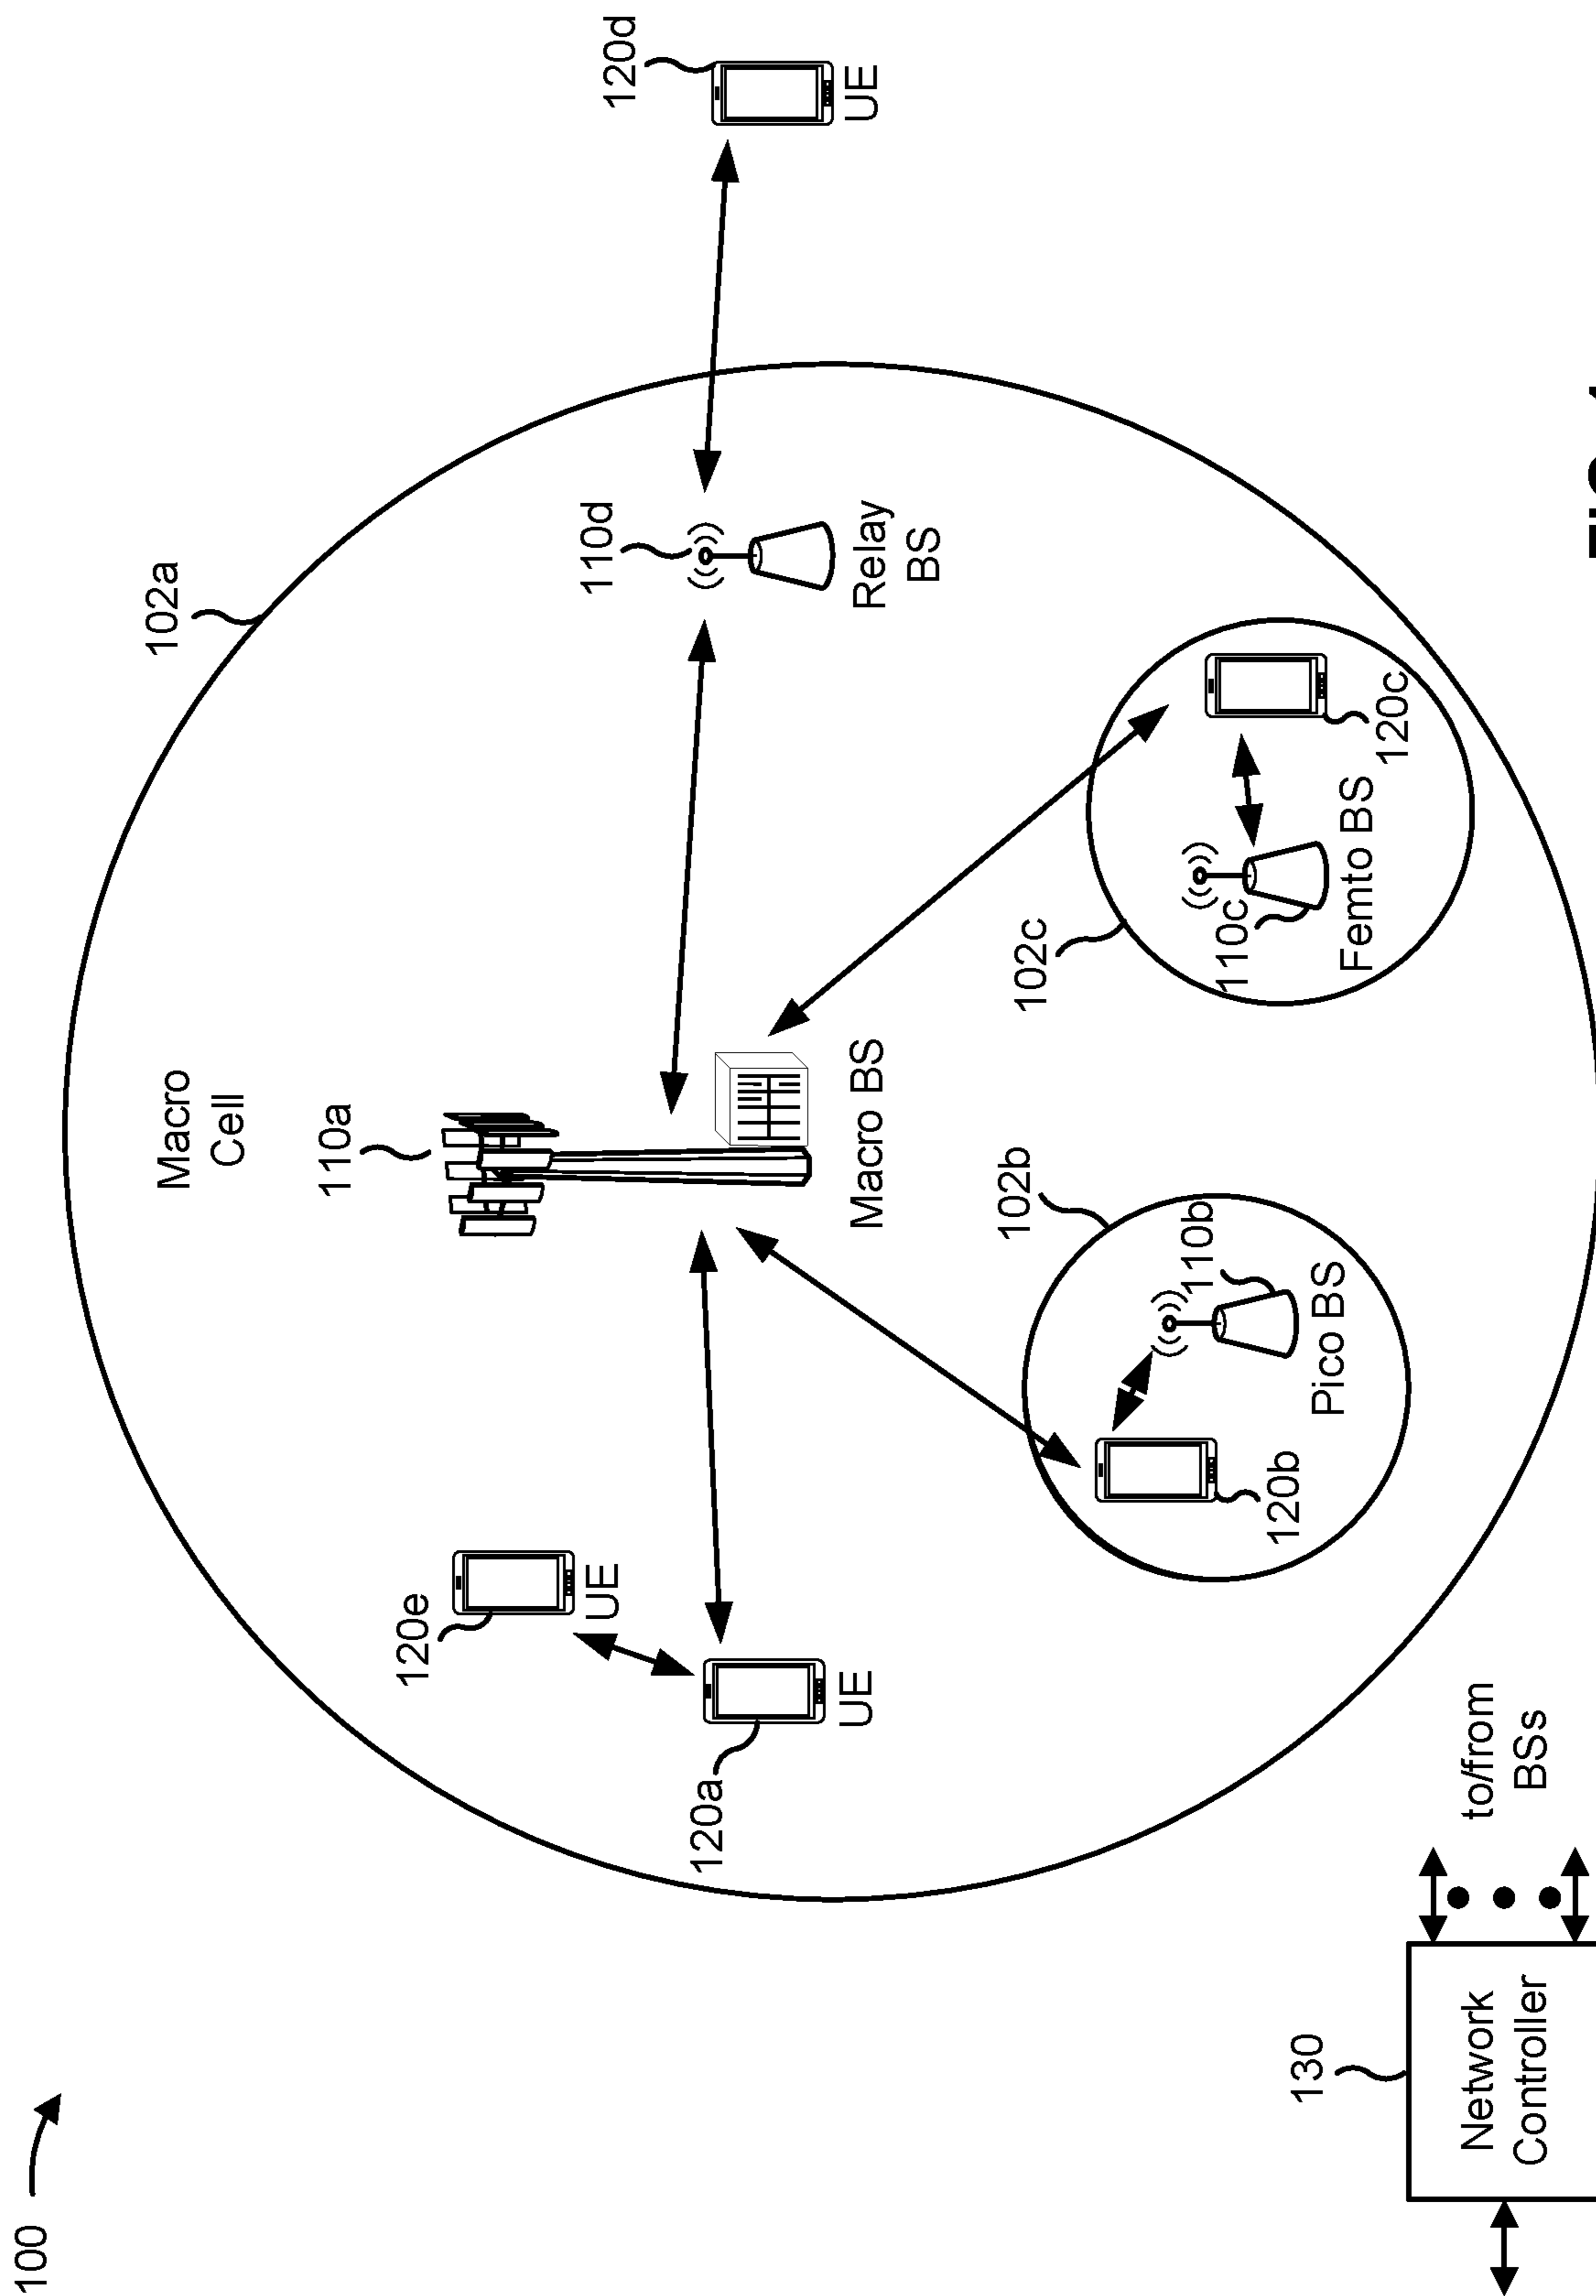 100
102a
Macro
Cell
110a
120e
UE
110d
120d
120a
UE
UE
Macro BS
Relay
BS
102b
102c
110b
110c
120b
130
Pico BS
Femto BS
120c
Network
Controller
to/from
BSs